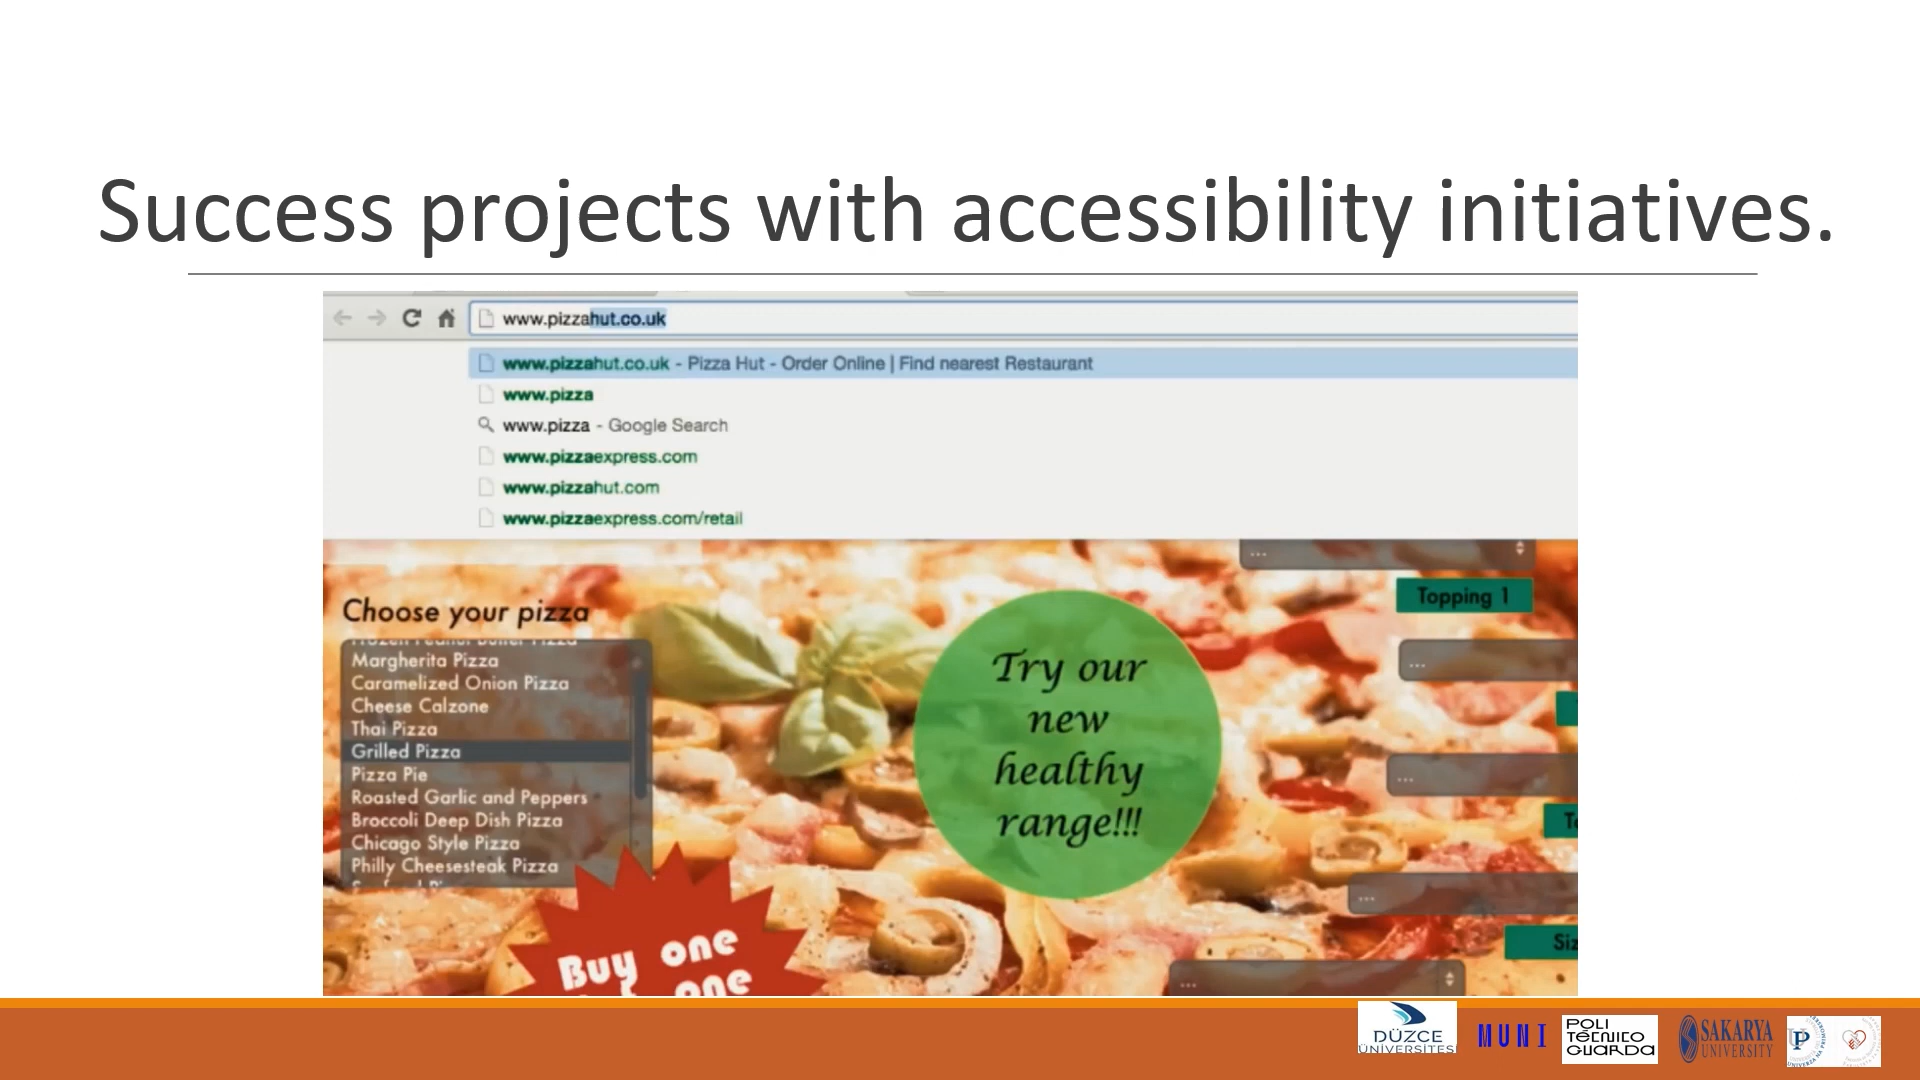 Success projects with accessibility initiatives.
www.pizzahut.co.uk
www.pizzahut.co.uk - Pizza Hut - Order Online | Find nearest Restaurant
www.pizza
www.pizza - Google Search
www.pizzaexpress.com
www.pizzahut.com
www.pizzaexpress.com/retail
...
Topping 1
Choose your pizza
Margherita Pizza
Caramelized Onion Pizza
Cheese Calzone
Thai Pizza
Grilled Pizza
Pizza Pie
Roasted Garlic and Peppers
Broccoli Deep Dish Pizza
Chicago Style Pizza
Philly Cheesesteak Pizza
Try our
new
healthy
range!!!
...
...
...
Buy one
one
...
DÜZCE
ÜNİVERSİTES
MUNI
POLI
TÉCNICO
GUARDA
SAKARYA
UNIVERSITY
UP